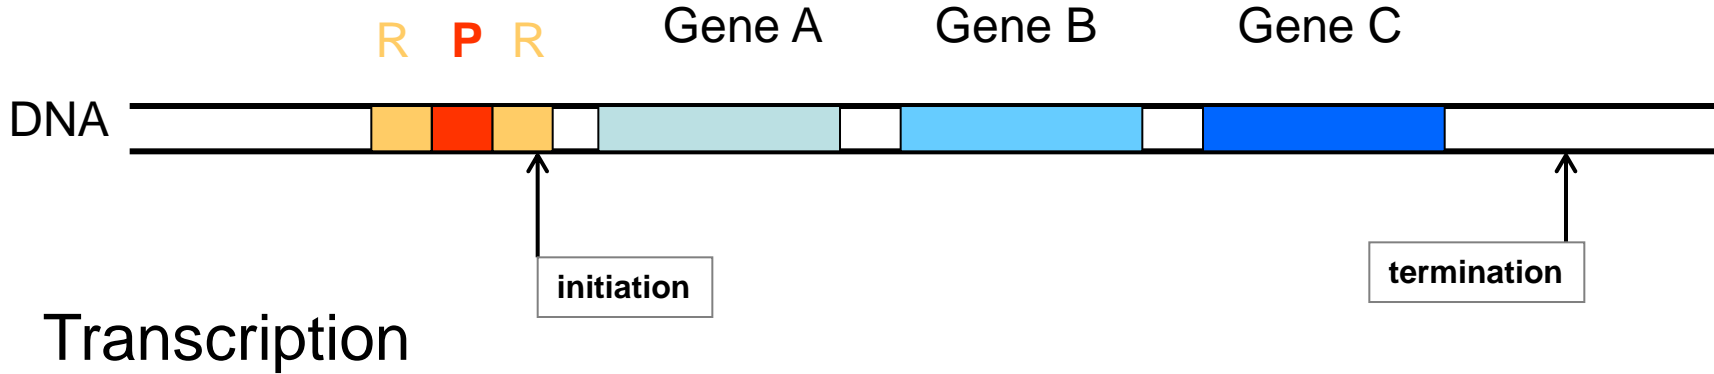 R P R Gene A Gene B Gene C
DNA
initiation
termination
Transcription